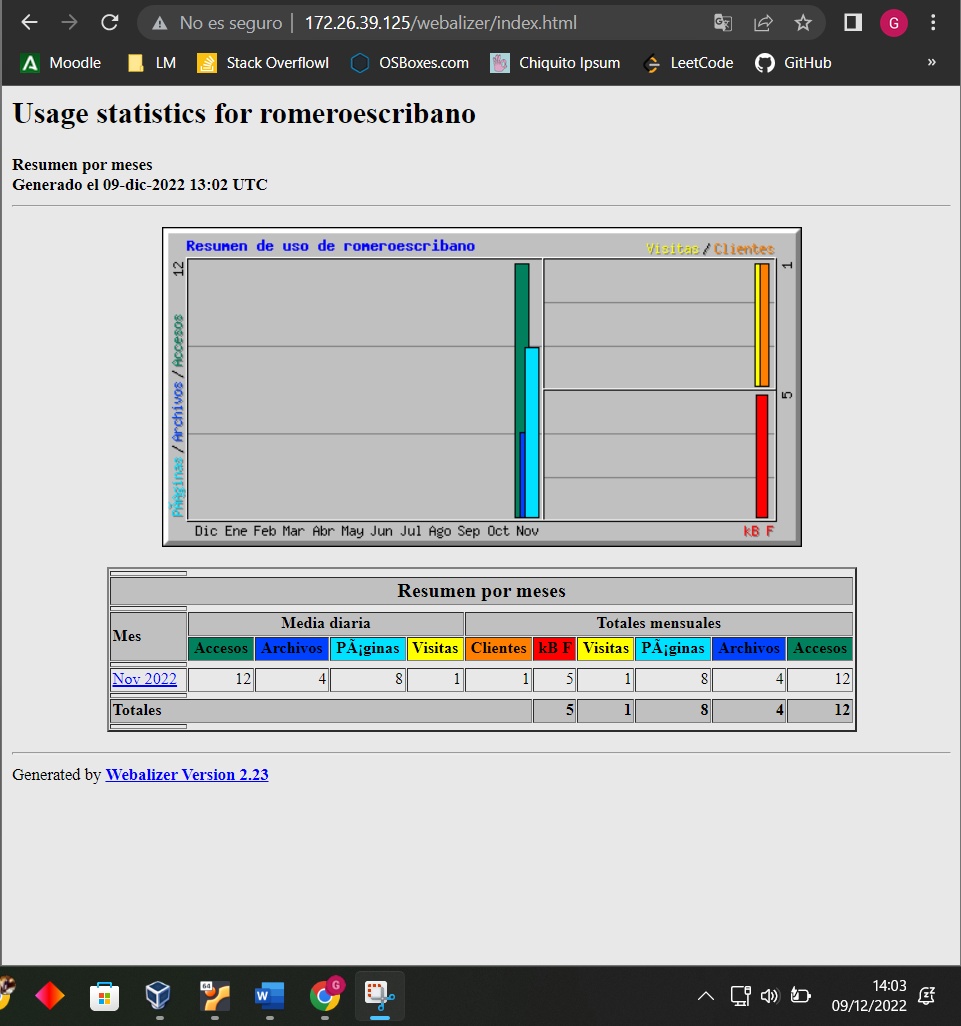 No es seguro | 172.26.39.125/webalizer/index.html
G
Moodle LM Stack Overflowl OSBoxes.com Chiquito Ipsum LeetCode GitHub »
Usage statistics for romeroescribano
Resumen por meses
Generado el 09-dic-2022 13:02 UTC
Resumen de uso de romeroescribano
Visitas/Clientes
12
1
PÃ¡ginas/Archivos/Accesos
5
Dic Ene Feb Mar Abr May Jun Jul Ago Sep Oct Nov
kB F
Resumen por meses
Mes Media diaria Totales mensuales
Accesos Archivos PÃ¡ginas Visitas Clientes kB F Visitas PÃ¡ginas Archivos Accesos
Nov 2022 12 4 8 1 1 5 1 8 4 12
Totales 5 1 8 4 12
Generated by Webalizer Version 2.23
64
W
G
14:03
09/12/2022